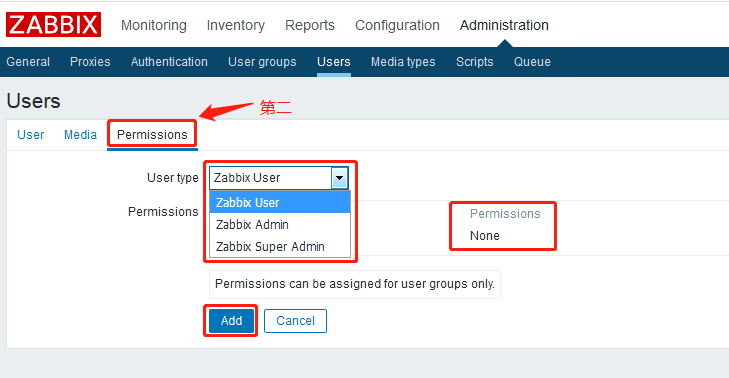 ZABBIX Monitoring Inventory Reports Configuration Administration
General Proxies Authentication User groups Users Media types Scripts Queue
Users
第二
User Media Permissions
User type Zabbix User
Zabbix User
Permissions Permissions
Zabbix Admin
None
Zabbix Super Admin
Permissions can be assigned for user groups only.
Add Cancel